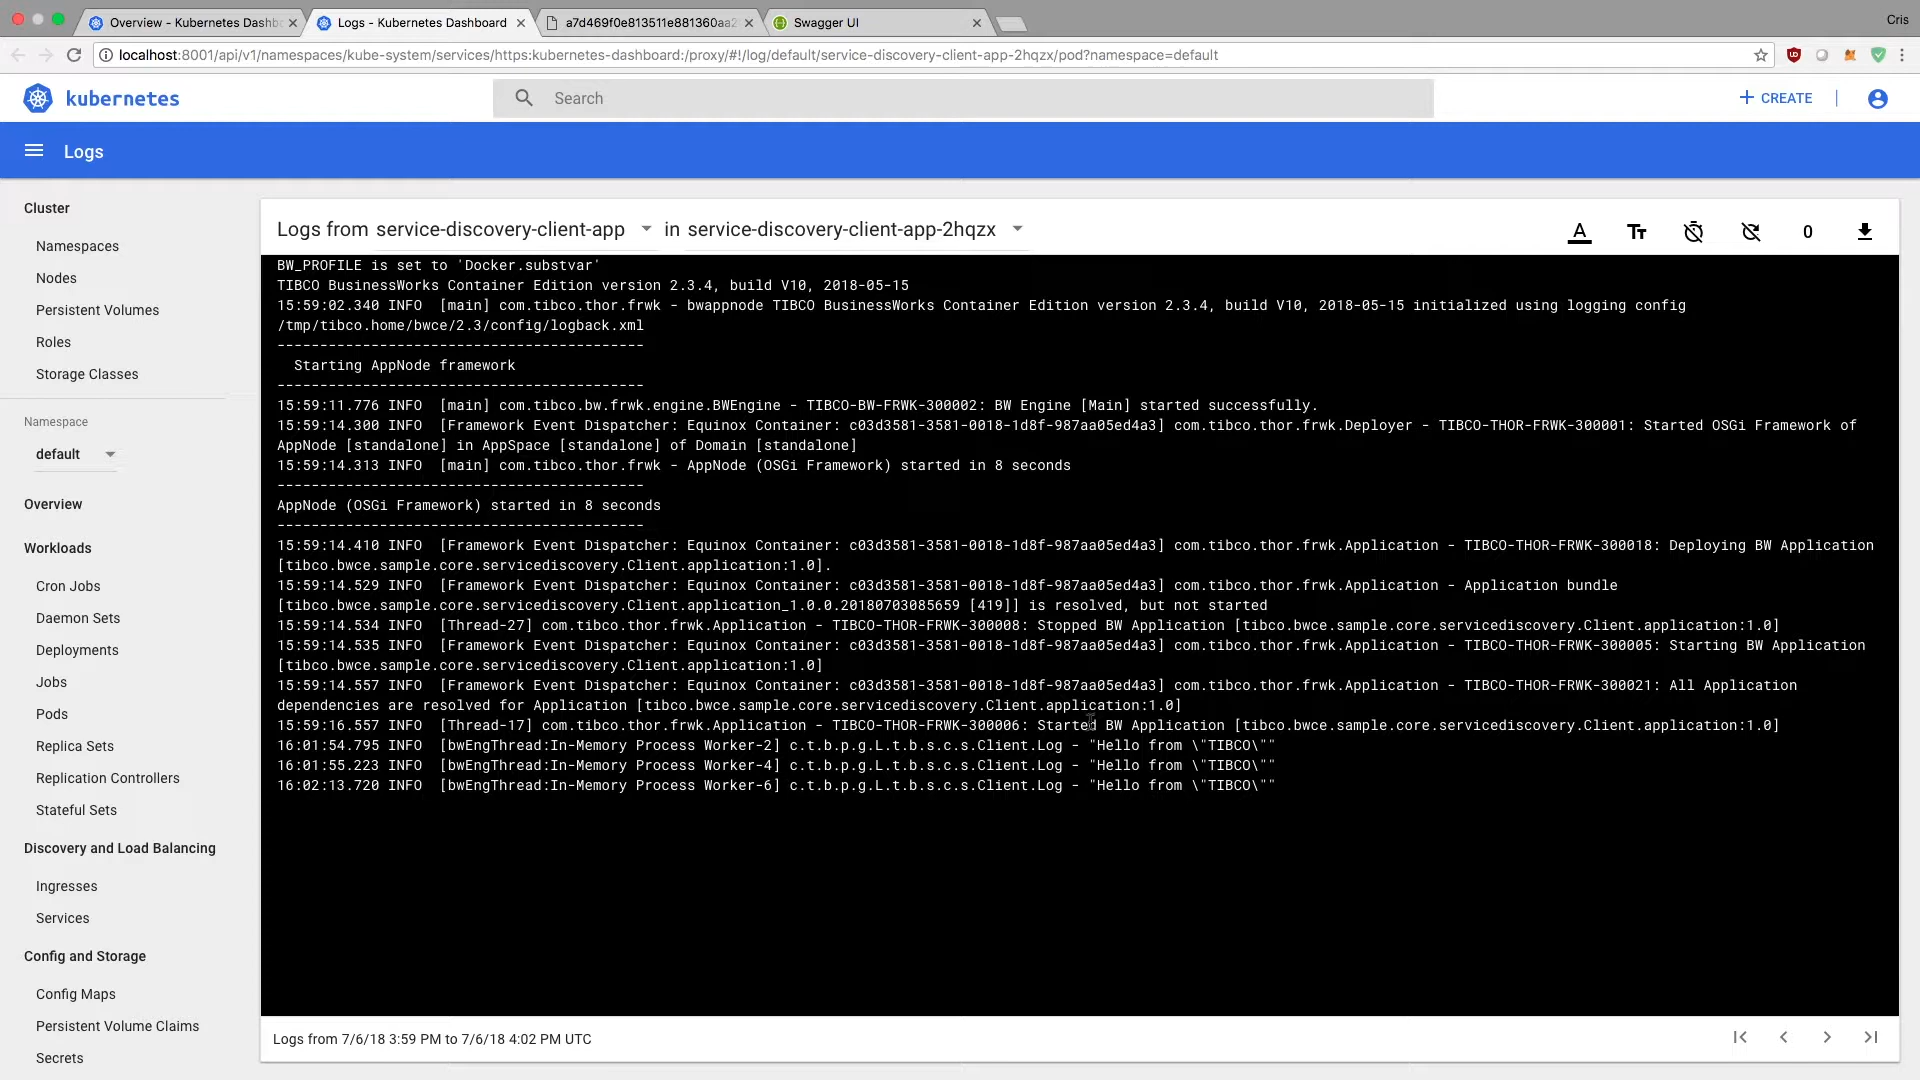 Overview - Kubernetes Dashb
Logs - Kubernetes Dashboard
a7d469f0e813511e881360aa2
Swagger UI
Cris
localhost:8001/api/v1/namespaces/kube-system/services/https:kubernetes-dashboard:/proxy/#!/log/default/service-discovery-client-app-2hqzx/pod?namespace=default
kubernetes
Search
CREATE
Logs
Cluster
Namespaces
Nodes
Persistent Volumes
Roles
Storage Classes
Namespace
default
Overview
Workloads
Cron Jobs
Daemon Sets
Deployments
Jobs
Pods
Replica Sets
Replication Controllers
Stateful Sets
Discovery and Load Balancing
Ingresses
Services
Config and Storage
Config Maps
Persistent Volume Claims
Secrets
Logs from service-discovery-client-app in service-discovery-client-app-2hqzx
A Tт 0
BW_PROFILE is set to 'Docker.substvar'
TIBCO BusinessWorks Container Edition version 2.3.4, build V10, 2018-05-15
15:59:02.340 INFO  [main] com.tibco.thor.frwk - bwappnode TIBCO BusinessWorks Container Edition version 2.3.4, build V10, 2018-05-15 initialized using logging config
/tmp/tibco.home/bwce/2.3/config/logback.xml
-------------------------------------------
Starting AppNode framework
-------------------------------------------
15:59:11.776 INFO  [main] com.tibco.bw.frwk.engine.BWEngine - TIBCO-BW-FRWK-300002: BW Engine [Main] started successfully.
15:59:14.300 INFO  [Framework Event Dispatcher: Equinox Container: c03d3581-3581-0018-1d8f-987aa05ed4a3] com.tibco.thor.frwk.Deployer - TIBCO-THOR-FRWK-300001: Started OSGi Framework of
AppNode [standalone] in AppSpace [standalone] of Domain [standalone]
15:59:14.313 INFO  [main] com.tibco.thor.frwk - AppNode (OSGi Framework) started in 8 seconds
-------------------------------------------
AppNode (OSGi Framework) started in 8 seconds
-------------------------------------------
15:59:14.410 INFO  [Framework Event Dispatcher: Equinox Container: c03d3581-3581-0018-1d8f-987aa05ed4a3] com.tibco.thor.frwk.Application - TIBCO-THOR-FRWK-300018: Deploying BW Application
[tibco.bwce.sample.core.servicediscovery.Client.application:1.0].
15:59:14.529 INFO  [Framework Event Dispatcher: Equinox Container: c03d3581-3581-0018-1d8f-987aa05ed4a3] com.tibco.thor.frwk.Application - Application bundle
[tibco.bwce.sample.core.servicediscovery.Client.application_1.0.0.20180703085659 [419]] is resolved, but not started
15:59:14.534 INFO  [Thread-27] com.tibco.thor.frwk.Application - TIBCO-THOR-FRWK-300008: Stopped BW Application [tibco.bwce.sample.core.servicediscovery.Client.application:1.0]
15:59:14.535 INFO  [Framework Event Dispatcher: Equinox Container: c03d3581-3581-0018-1d8f-987aa05ed4a3] com.tibco.thor.frwk.Application - TIBCO-THOR-FRWK-300005: Starting BW Application
[tibco.bwce.sample.core.servicediscovery.Client.application:1.0]
15:59:14.557 INFO  [Framework Event Dispatcher: Equinox Container: c03d3581-3581-0018-1d8f-987aa05ed4a3] com.tibco.thor.frwk.Application - TIBCO-THOR-FRWK-300021: All Application
dependencies are resolved for Application [tibco.bwce.sample.core.servicediscovery.Client.application:1.0]
15:59:16.557 INFO  [Thread-17] com.tibco.thor.frwk.Application - TIBCO-THOR-FRWK-300006: Started BW Application [tibco.bwce.sample.core.servicediscovery.Client.application:1.0]
16:01:54.795 INFO  [bwEngThread:In-Memory Process Worker-2] c.t.b.p.g.L.t.b.s.c.s.Client.Log - "Hello from \"TIBCO\""
16:01:55.223 INFO  [bwEngThread:In-Memory Process Worker-4] c.t.b.p.g.L.t.b.s.c.s.Client.Log - "Hello from \"TIBCO\""
16:02:13.720 INFO  [bwEngThread:In-Memory Process Worker-6] c.t.b.p.g.L.t.b.s.c.s.Client.Log - "Hello from \"TIBCO\""
Logs from 7/6/18 3:59 PM to 7/6/18 4:02 PM UTC